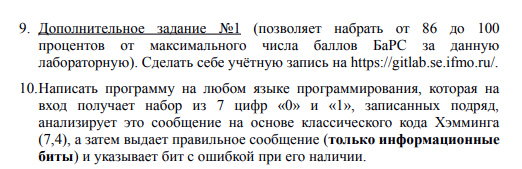 9. Дополнительное задание №1 (позволяет набрать от 86 до 100
процентов от максимального числа баллов БаРС за данную
лабораторную). Сделать себе учётную запись на https://gitlab.se.ifmo.ru/.
10.Написать программу на любом языке программирования, которая на
вход получает набор из 7 цифр «0» и «1», записанных подряд,
анализирует это сообщение на основе классического кода Хэмминга
(7,4), а затем выдает правильное сообщение (только информационные
биты) и указывает бит с ошибкой при его наличии.